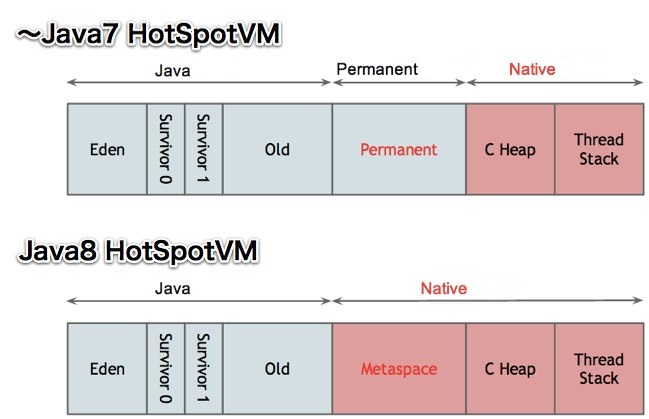 ～Java7 HotSpotVM
Java Permanent Native
Eden Survivor 0 Survivor 1 Old Permanent C Heap Thread Stack
Java8 HotSpotVM
Java Native
Eden Survivor 0 Survivor 1 Old Metaspace C Heap Thread Stack